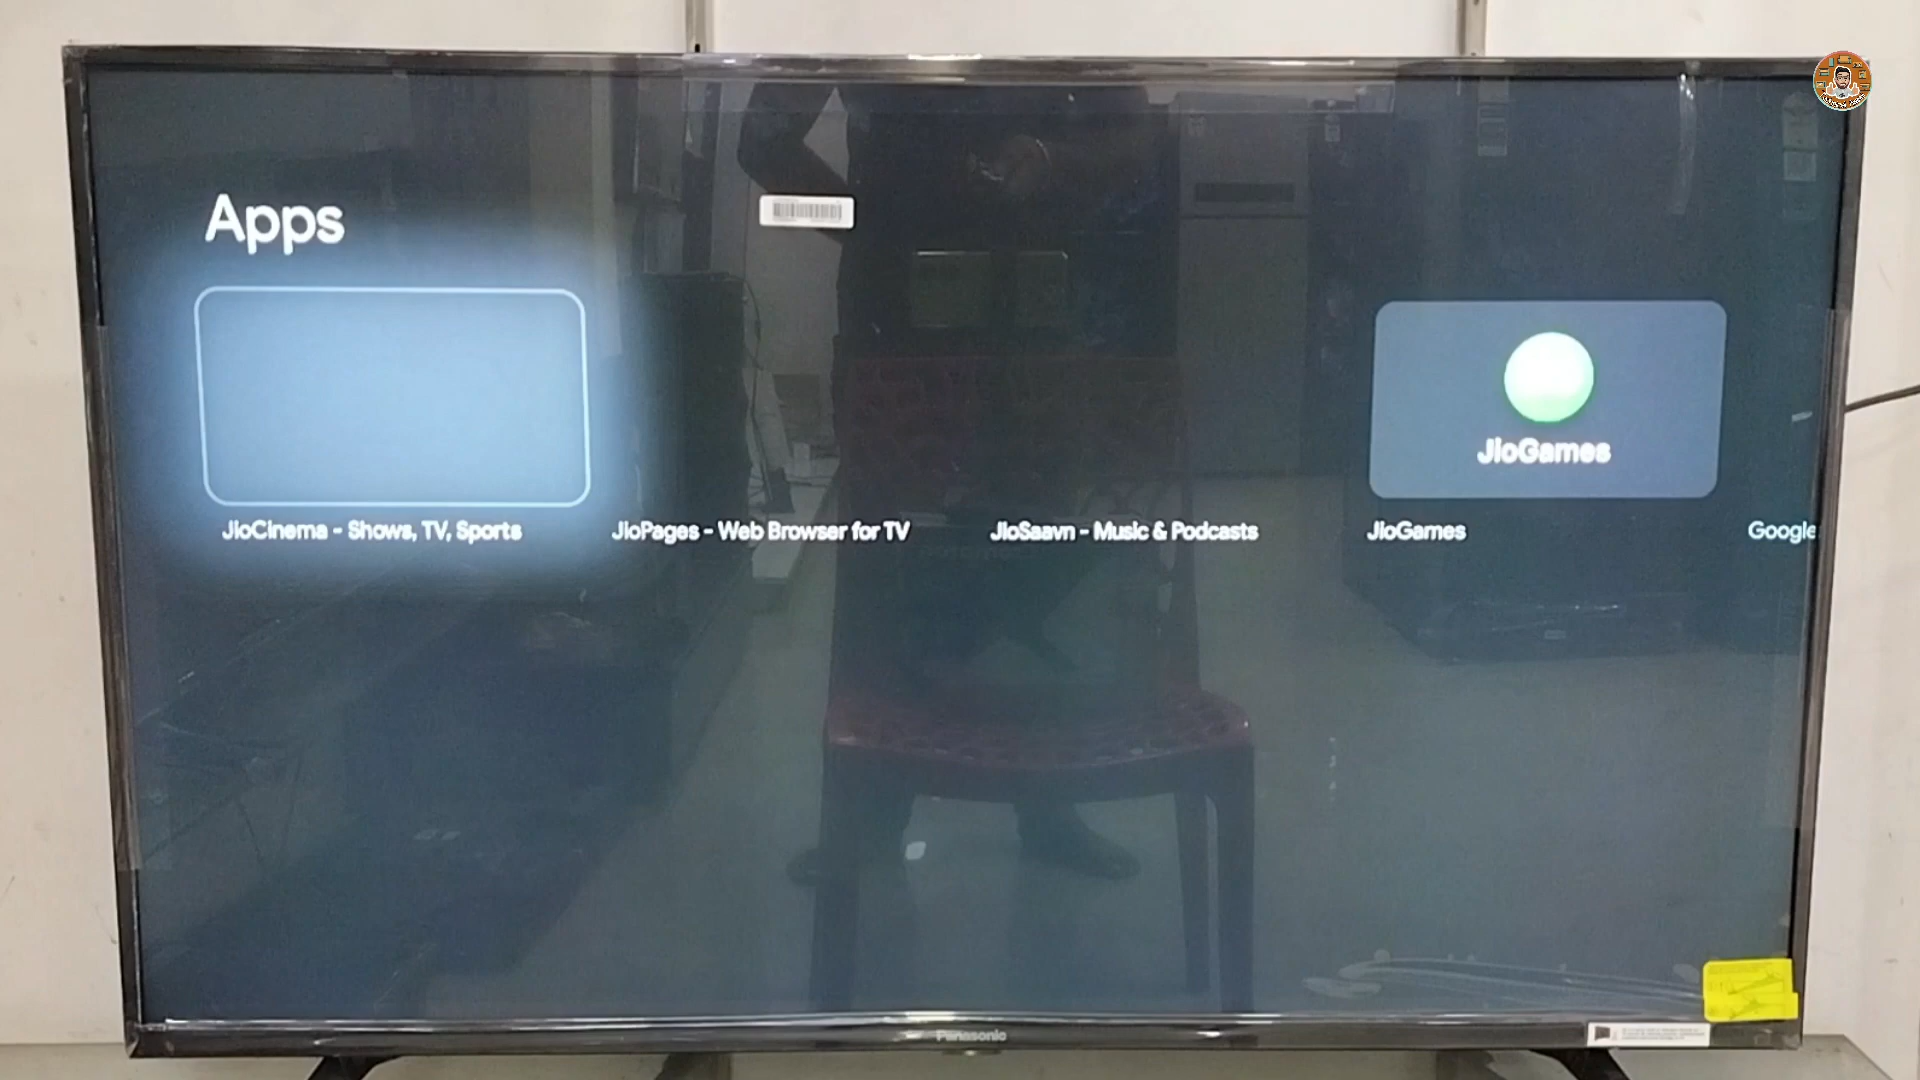 Apps
JioGames
JioCinema - Shows, TV, Sports
JioPages - Web Browser for TV
JioSaavn - Music & Podcasts
JioGames
Google
Panasonic